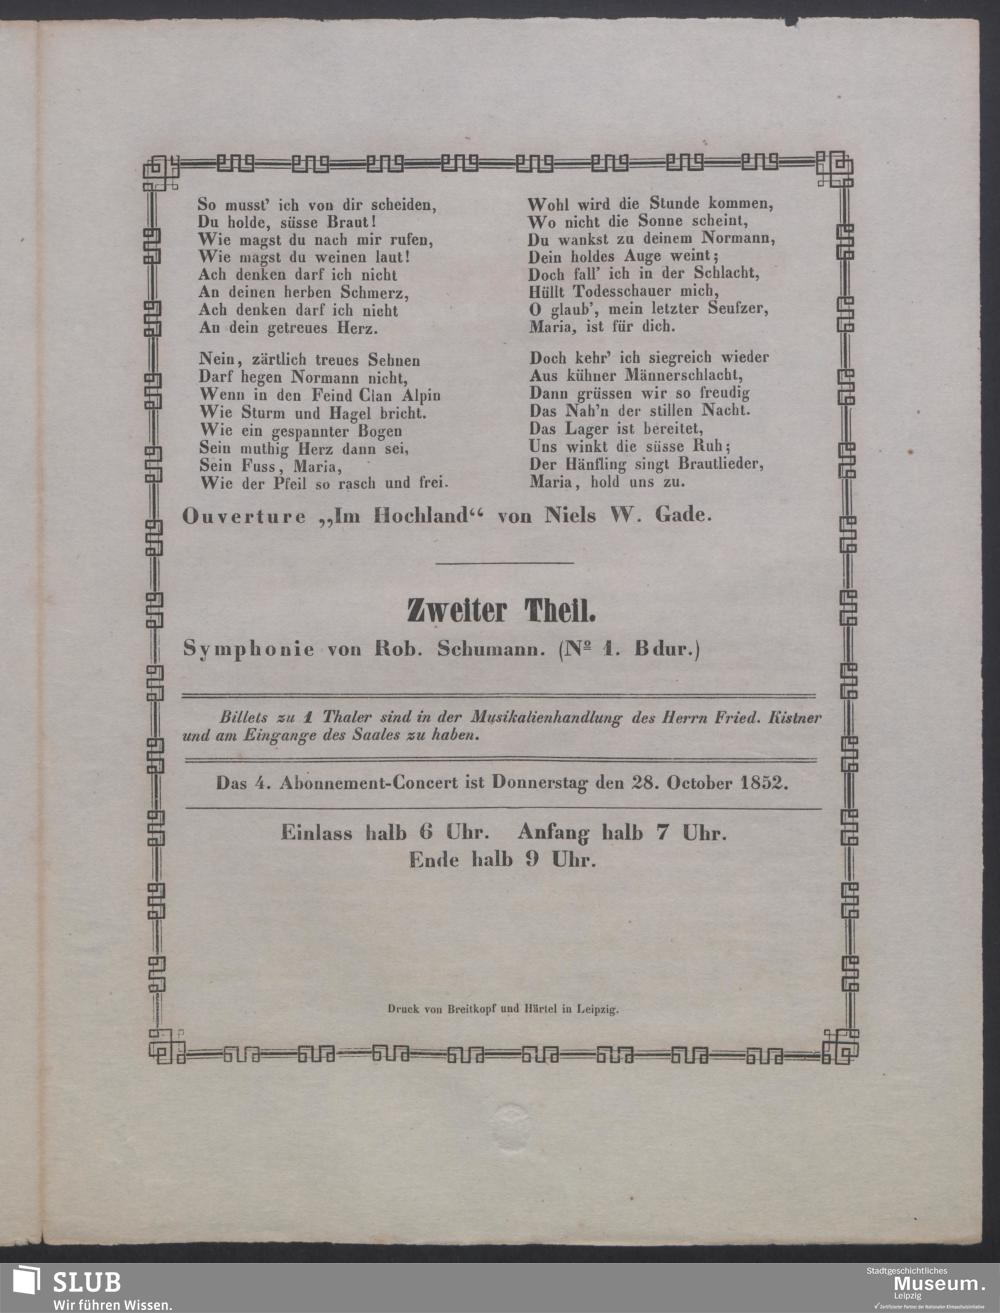 So musst' ich von dir scheiden,
Du holde, süsse Braut!
Wie magst du nach mir rufen,
Wie magst du weinen laut!
Ach denken darf ich nicht
An deinen herben Schmerz,
Ach denken darf ich nicht
An dein getreues Herz.
Nein, zärtlich treues Sehnen
Darf hegen Normann nicht,
Wenn in den Feind Clan Alpin
Wie Sturm und Hagel bricht.
Wie ein gespannter Bogen
Sein muthig Herz dann sei,
Sein Fuss, Maria,
Wie der Pfeil so rasch und frei.
Wohl wird die Stunde kommen,
Wo nicht die Sonne scheint,
Du wankst zu deinem Normann,
Dein holdes Auge weint;
Doch fall' ich in der Schlacht,
Hüllt Todesschauer mich,
O glaub', mein letzter Seufzer,
Maria, ist für dich.
Doch kehr' ich siegreich wieder
Aus kühner Männerschlacht,
Dann grüssen wir so freudig
Das Nah'n der stillen Nacht.
Das Lager ist bereitet,
Uns winkt die süsse Ruh;
Der Hänfling singt Brautlieder,
Maria, hold uns zu.
Ouverture „Im Hochland“ von Niels W. Gade.
Zweiter Theil.
Symphonie von Rob. Schumann. (Nº 1. B dur.)
Billets zu 1 Thaler sind in der Musikalienhandlung des Herrn Fried. Kistner
und am Eingange des Saales zu haben.
Das 4. Abonnement-Concert ist Donnerstag den 28. October 1852.
Einlass halb 6 Uhr. Anfang halb 7 Uhr.
Ende halb 9 Uhr.
Druck von Breitkopf und Härtel in Leipzig.
SLUB
Wir führen Wissen.
Stadtgeschichtliches
Museum.
Leipzig
Zertifizierter Partner der Nationalen Klimaschutzinitiative